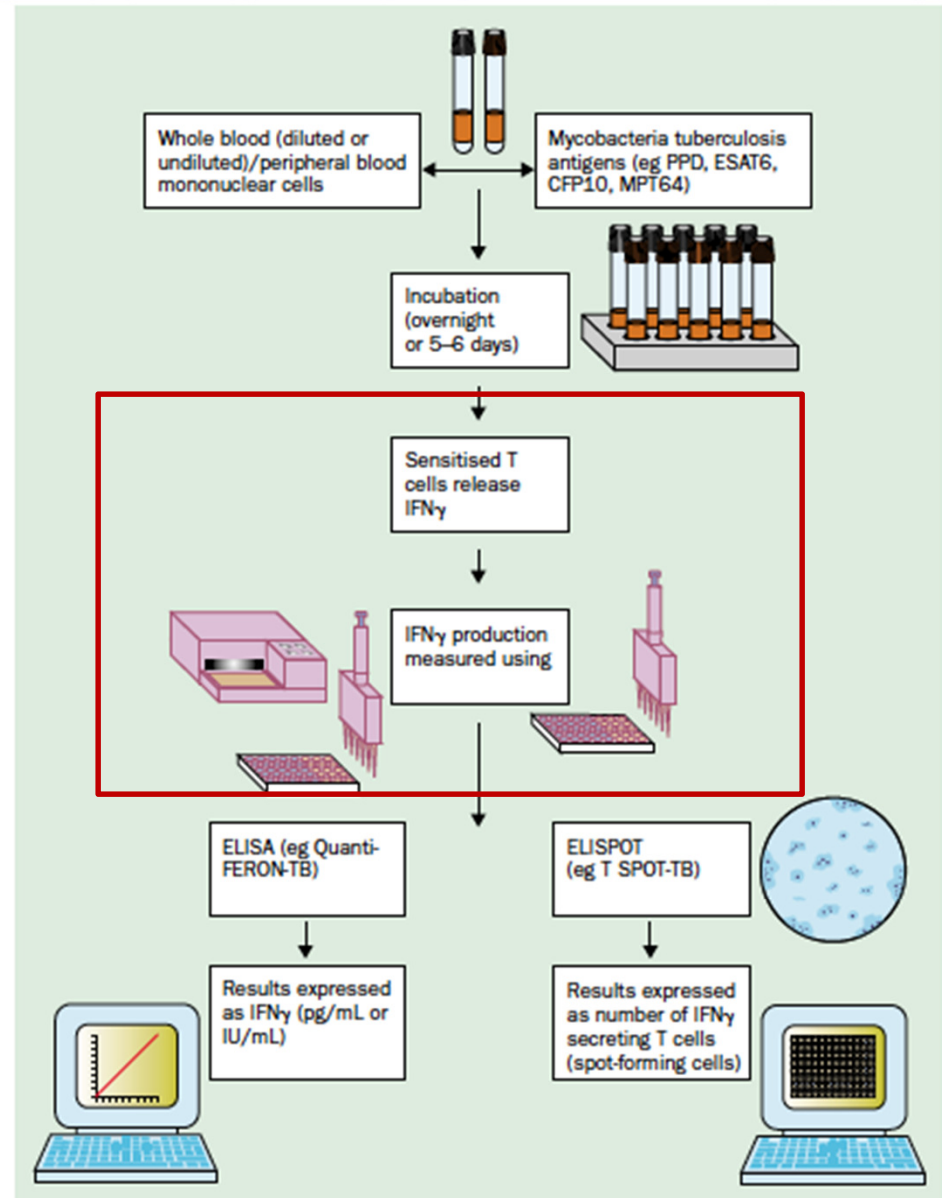 Whole blood (diluted or
undiluted)/peripheral blood
mononuclear cells
Mycobacteria tuberculosis
antigens (eg PPD, ESAT6,
CFP10, MPT64)
Incubation
(overnight
or 5–6 days)
Sensitised T
cells release
IFNγ
IFNγ production
measured using
ELISA (eg Quanti-
FERON-TB)
ELISPOT
(eg T SPOT-TB)
Results expressed
as IFNγ (pg/mL or
IU/mL)
Results expressed
as number of IFNγ
secreting T cells
(spot-forming cells)